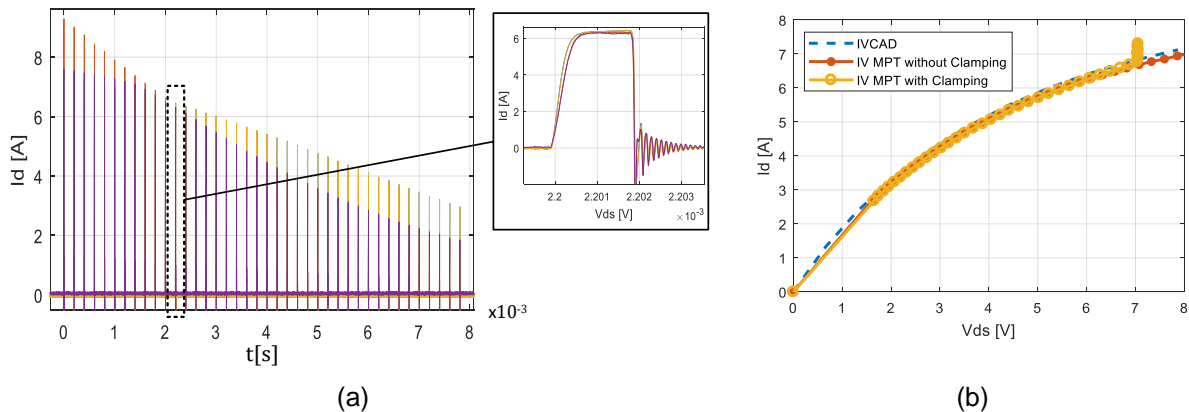 Id [A]
8
6
4
2
0
0 1 2 3 4 5 6 7 8
x10-3
t[s]
(a)
Id [A]
6
4
2
0
2.2 2.201 2.202 2.203
Vds [V] ×10-3
Id [A]
8
7
6
5
4
3
2
1
0
IVCAD
IV MPT without Clamping
IV MPT with Clamping
0 1 2 3 4 5 6 7 8
Vds [V]
(b)